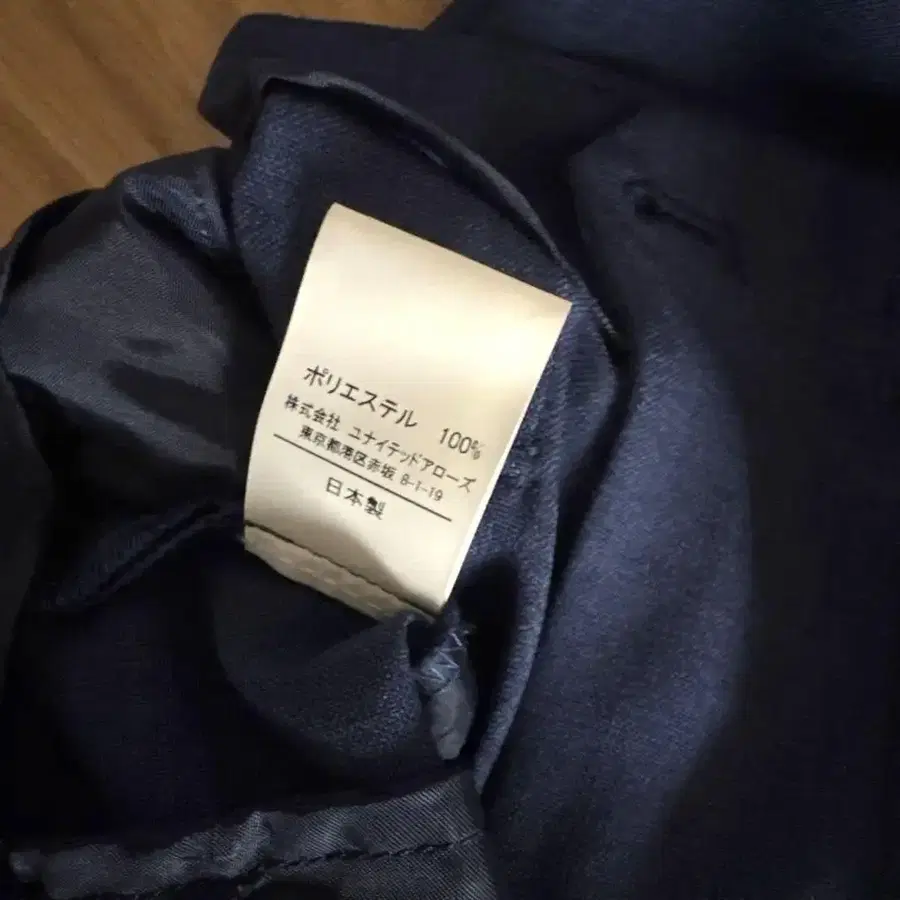 ポリエステル 100%
株式会社 ユナイテッドアローズ
東京都港区赤坂 8-1-19
日本製